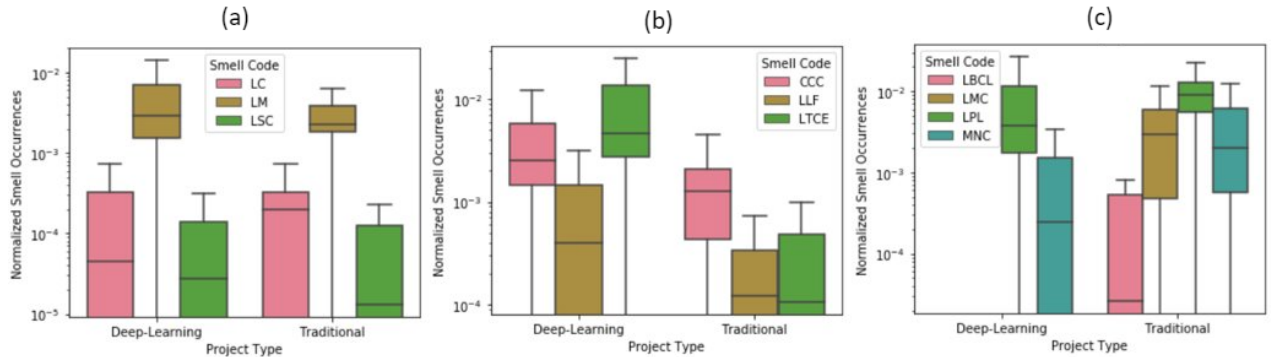 (a)
Normalized Smell Occurrences
10⁻²
10⁻³
10⁻⁴
10⁻⁵
Smell Code
LC
LM
LSC
Deep-Learning
Traditional
Project Type
(b)
Normalized Smell Occurrences
10⁻²
10⁻³
10⁻⁴
Smell Code
CCC
LLF
LTCE
Deep-Learning
Traditional
Project Type
(c)
Normalized Smell Occurrences
10⁻²
10⁻³
10⁻⁴
Smell Code
LBCL
LMC
LPL
MNC
Deep-Learning
Traditional
Project Type